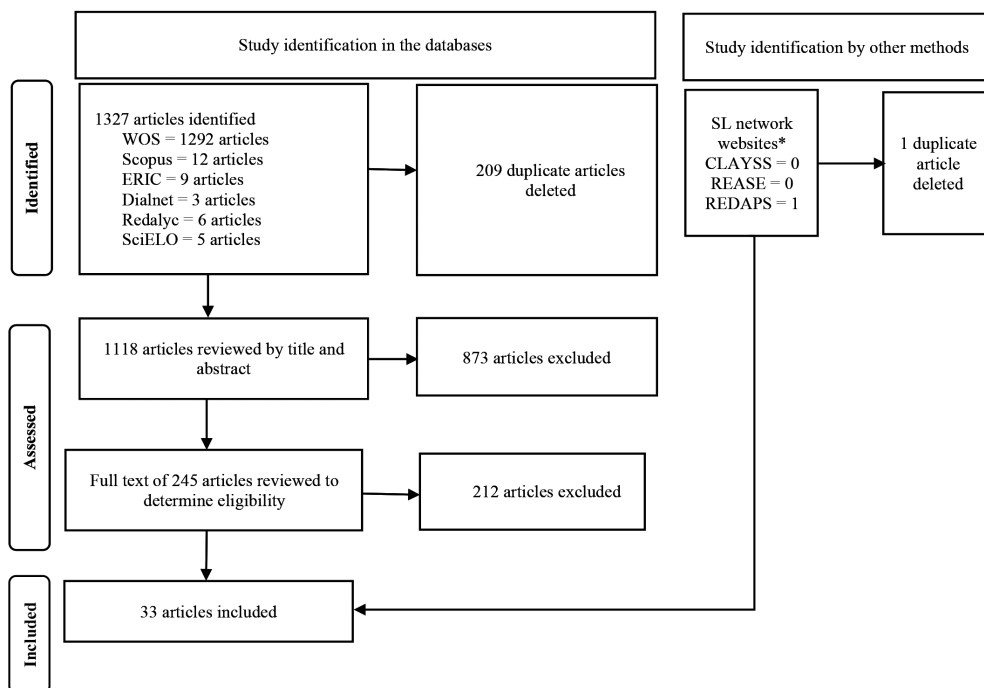 Study identification in the databases
Study identification by other methods
Identified
1327 articles identified
WOS = 1292 articles
Scopus = 12 articles
ERIC = 9 articles
Dialnet = 3 articles
Redalyc = 6 articles
SciELO = 5 articles
209 duplicate articles deleted
SL network
websites*
CLAYSS = 0
REASE = 0
REDAPS = 1
1 duplicate
article
deleted
Assessed
1118 articles reviewed by title and
abstract
873 articles excluded
Full text of 245 articles reviewed to
determine eligibility
212 articles excluded
Included
33 articles included